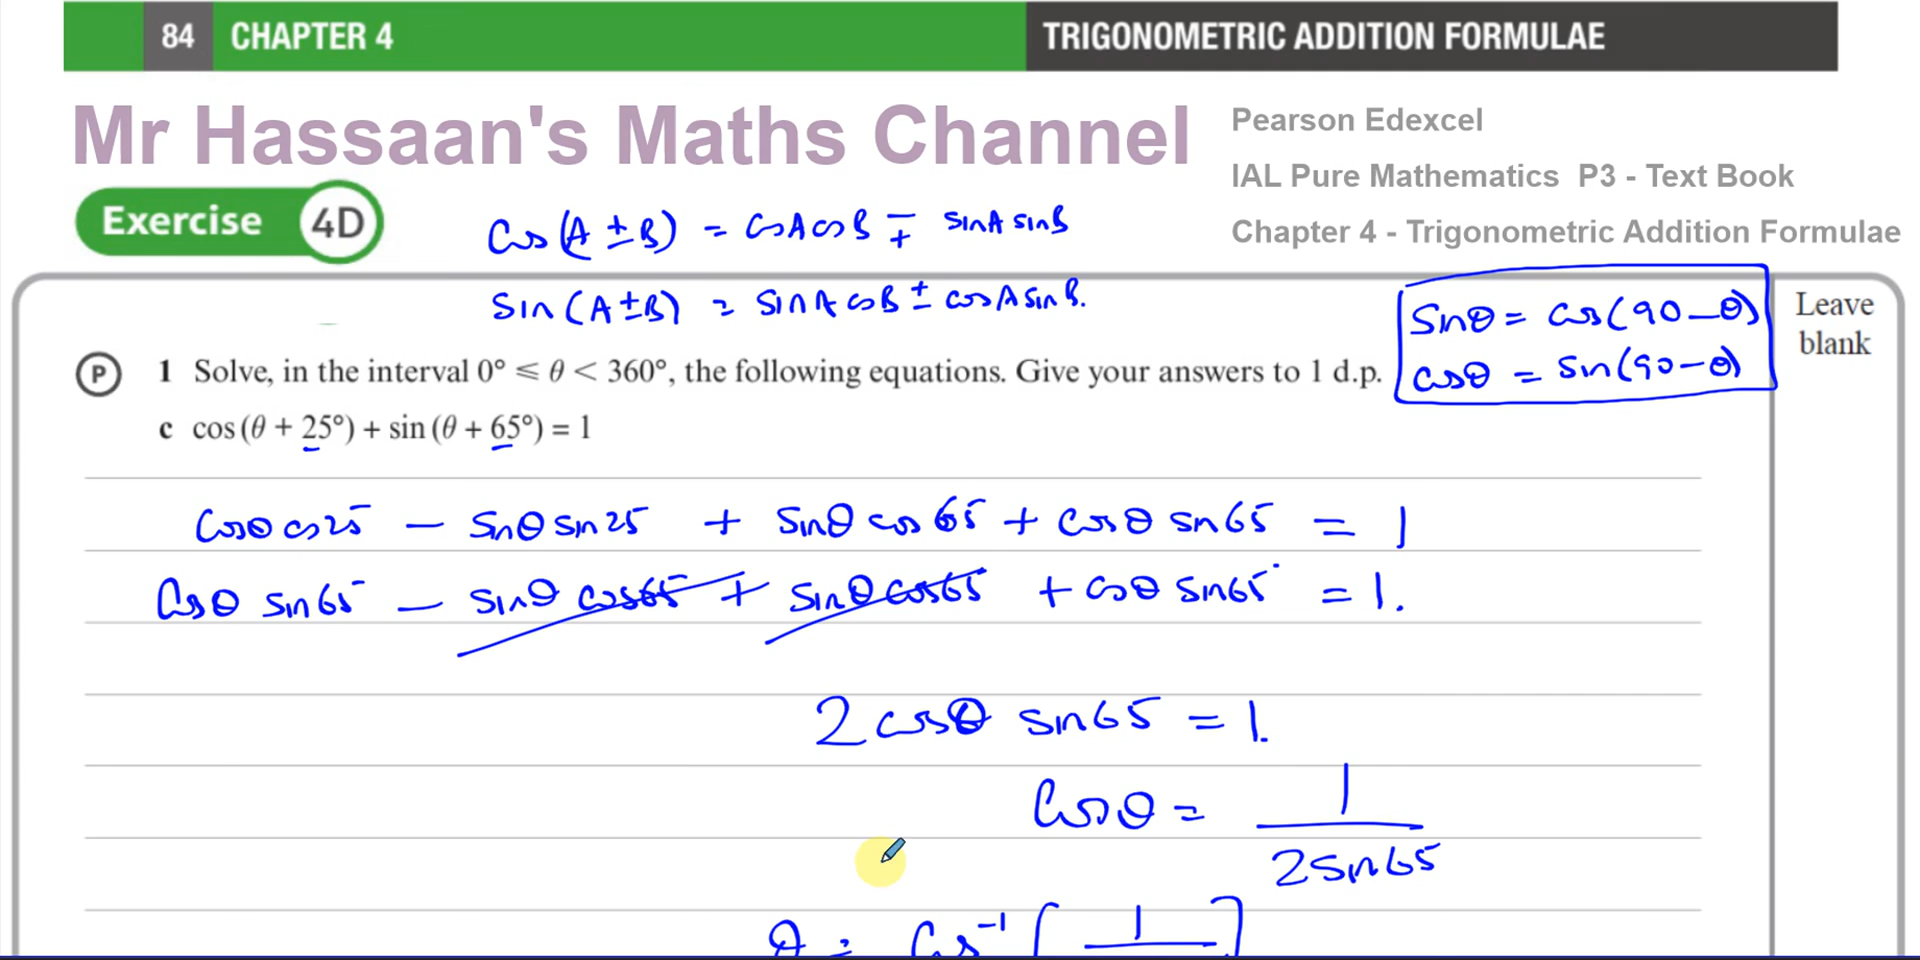 84 CHAPTER 4 TRIGONOMETRIC ADDITION FORMULAE
Mr Hassaan's Maths Channel
Pearson Edexcel
IAL Pure Mathematics P3 - Text Book
Chapter 4 - Trigonometric Addition Formulae
Exercise 4D
cos(A ± B) = cosA cosB ∓ sinA sinB
sin(A ± B) = sinA cosB ± cosA sinB.
sinθ = cos(90-θ)
cosθ = sin(90-θ)
Leave
blank
P 1 Solve, in the interval 0° ⩽ θ < 360°, the following equations. Give your answers to 1 d.p.
c cos (θ + 25°) + sin (θ + 65°) = 1
cosθ cos25 - sinθ sin25 + sinθ cos65 + cosθ sin65 = 1
cosθ sin65 - sinθ cos65 + sinθ cos65 + cosθ sin65 = 1.
2cosθ sin65 = 1.
cosθ = 1
2sin65
θ = cos⁻¹ [ 1 ]